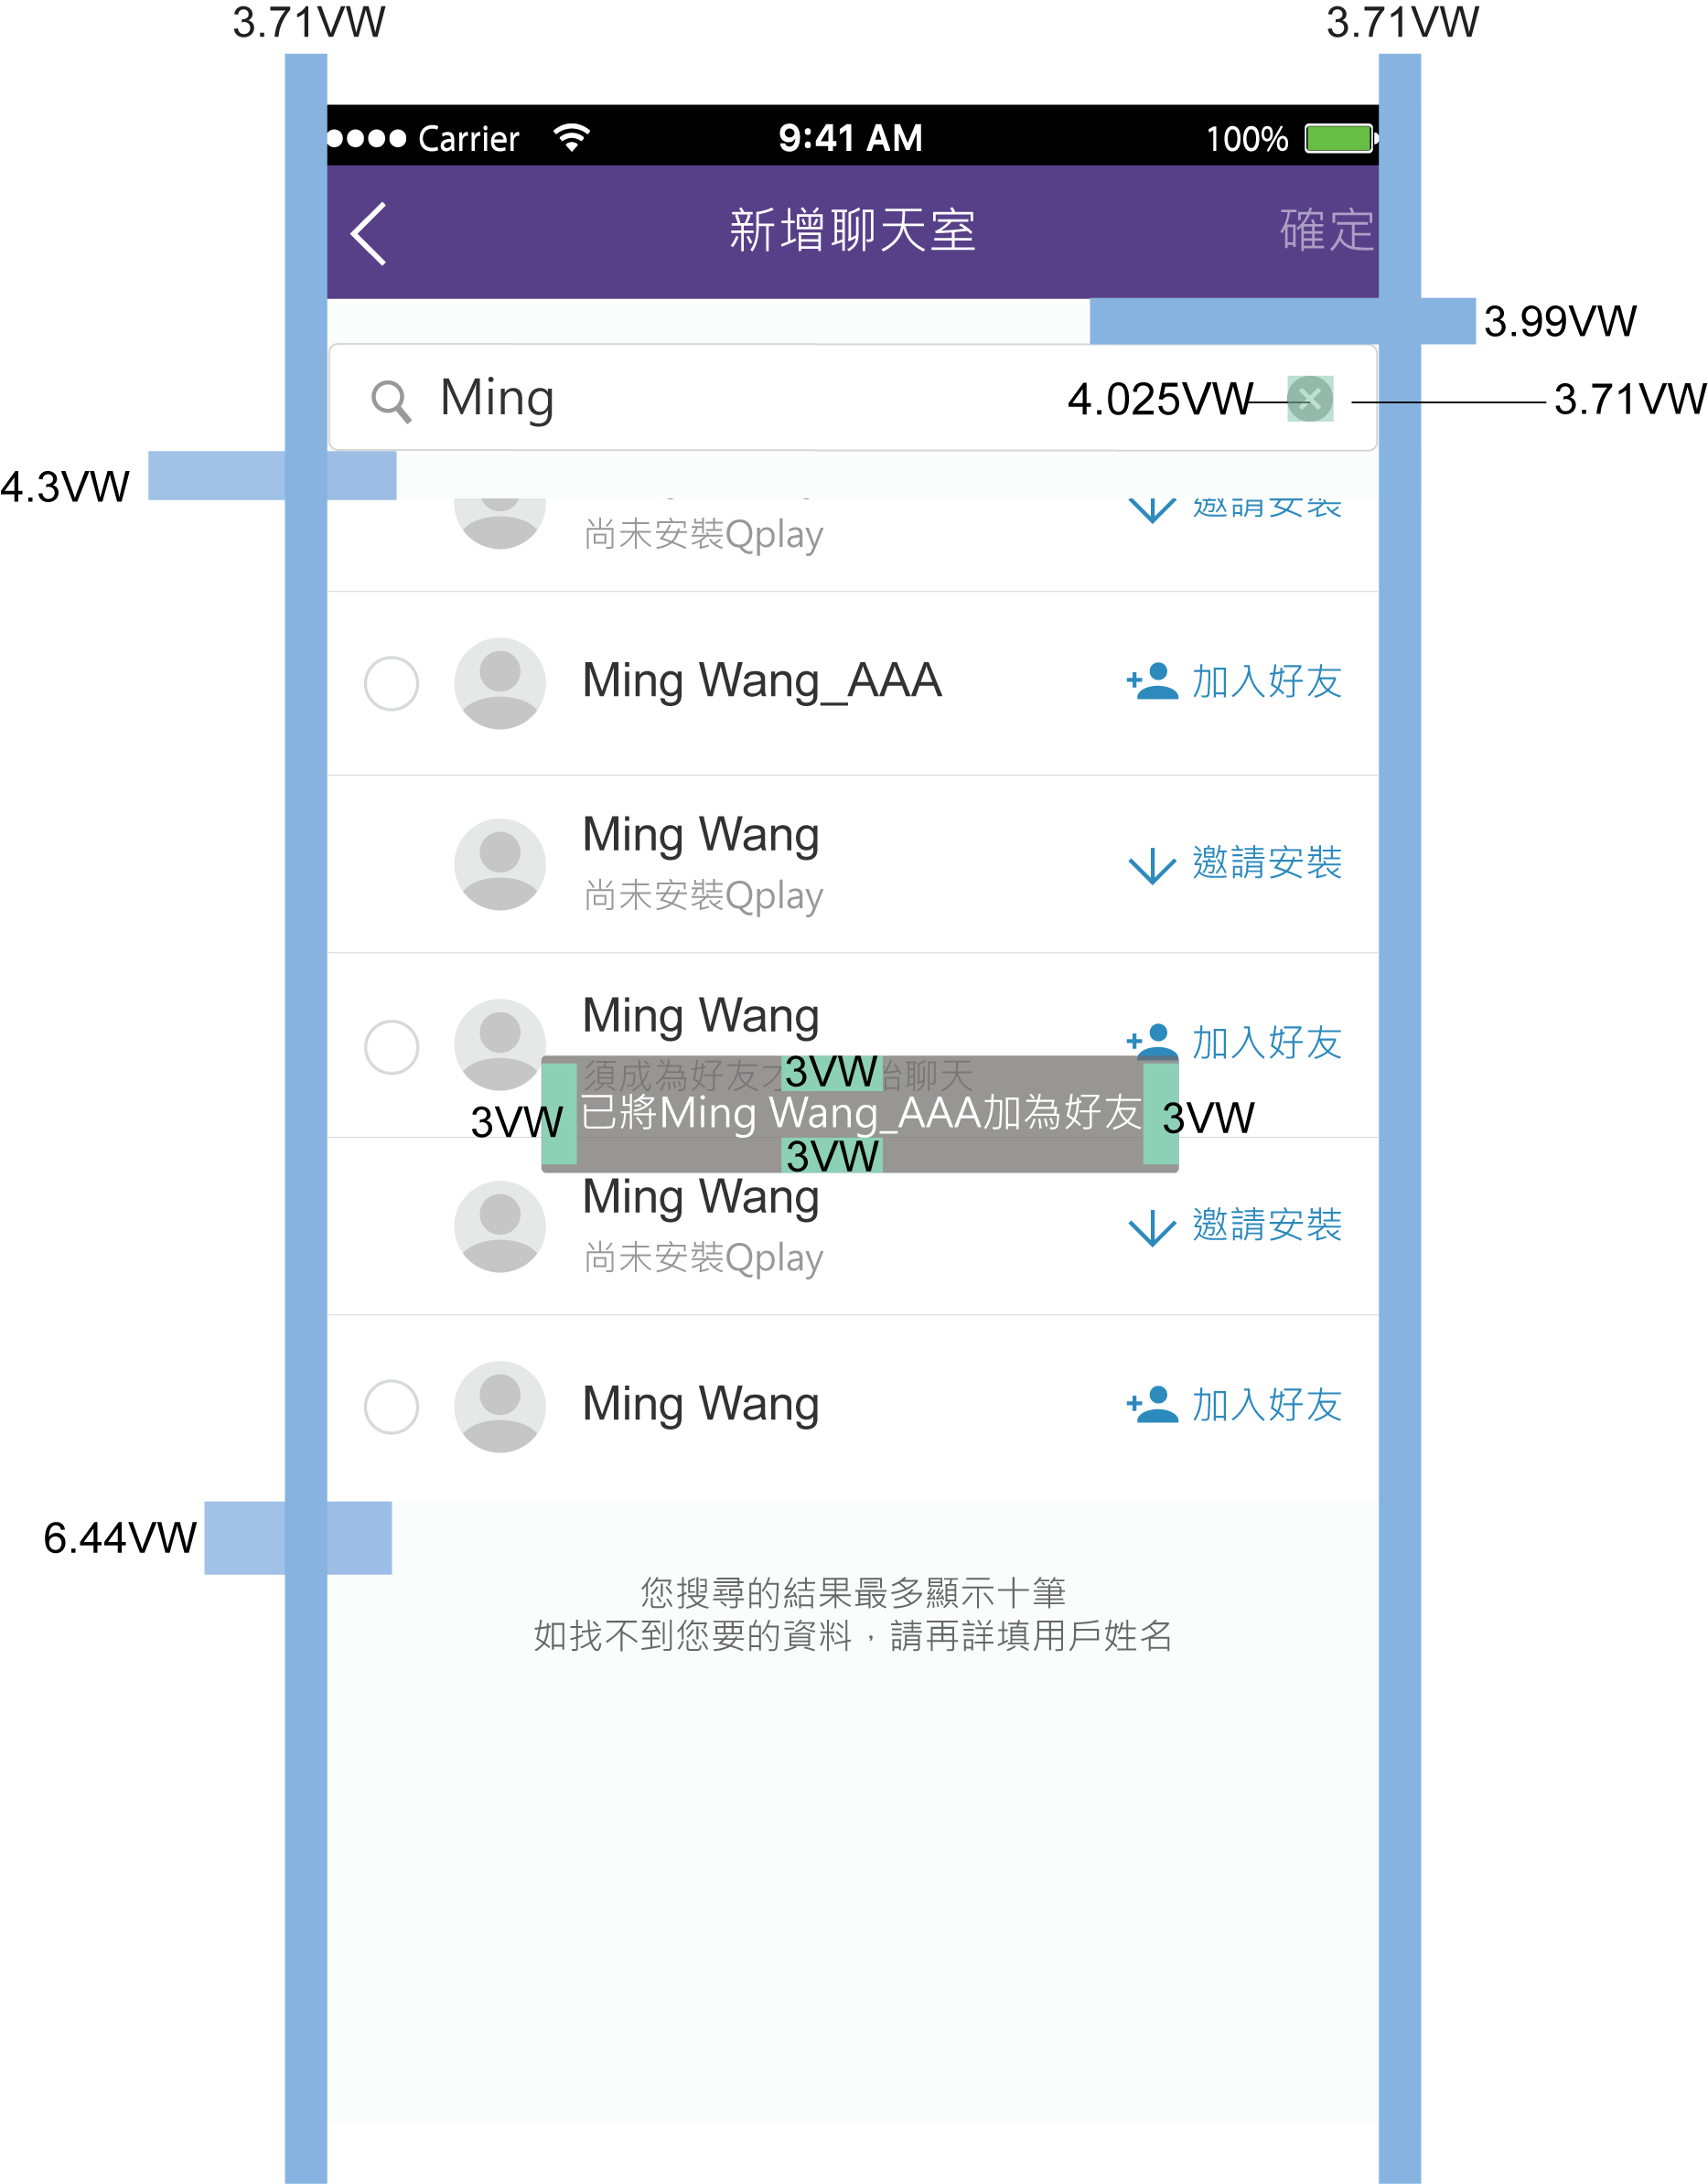 3.71VW
3.71VW
Carrier
9:41 AM
100%
新增聊天室
確定
3.99VW
Ming
4.025VW
3.71VW
4.3VW
邀請安裝
尚未安裝Qplay
Ming Wang_AAA
加入好友
Ming Wang
尚未安裝Qplay
邀請安裝
Ming Wang
加入好友
須成為好友
聊天
3VW
3VW
已將Ming Wang_AAA加為好友
3VW
3VW
Ming Wang
尚未安裝Qplay
邀請安裝
Ming Wang
加入好友
6.44VW
您搜尋的結果最多顯示十筆
如找不到您要的資料，請再詳填用戶姓名